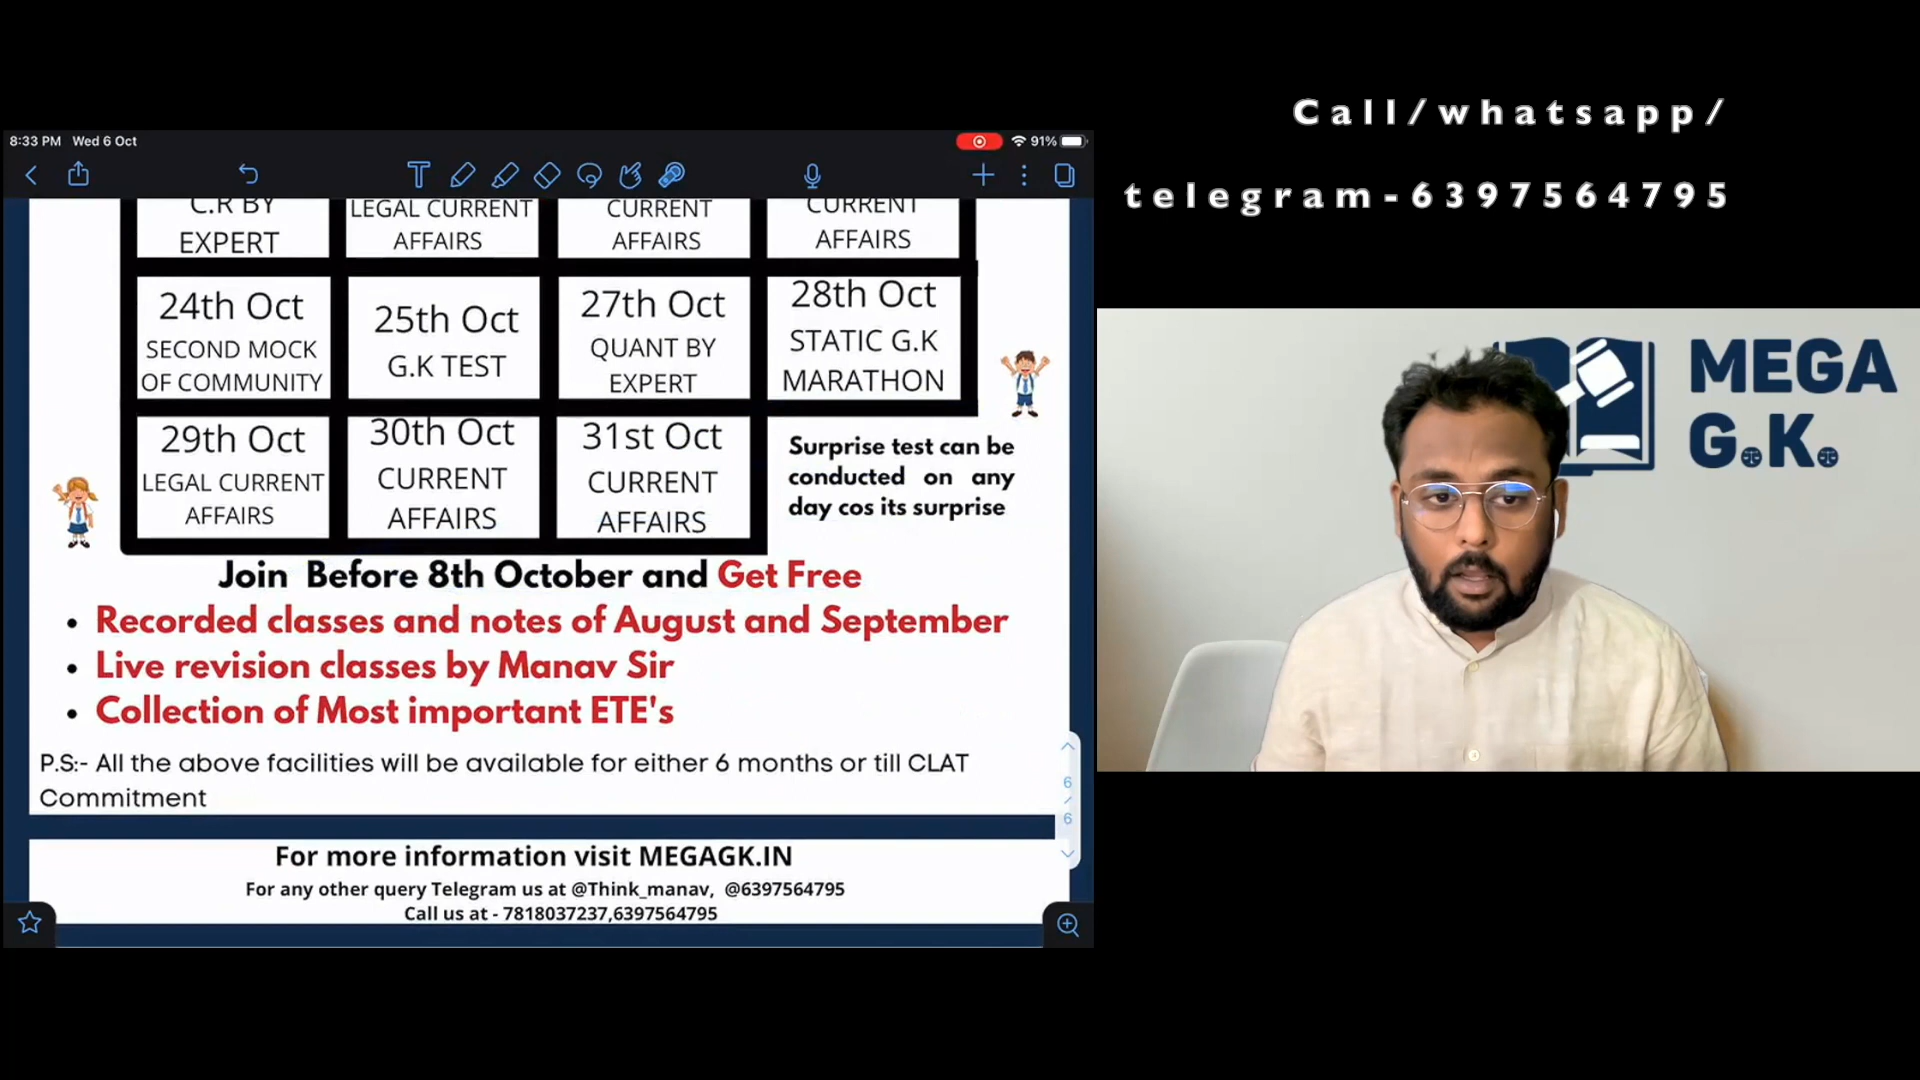 Call/whatsapp/
telegram-6397564795
8:33 PM Wed 6 Oct
91%
C.R BY
EXPERT
LEGAL CURRENT
AFFAIRS
CURRENT
AFFAIRS
CURRENT
AFFAIRS
24th Oct
SECOND MOCK
OF COMMUNITY
25th Oct
G.K TEST
27th Oct
QUANT BY
EXPERT
28th Oct
STATIC G.K
MARATHON
29th Oct
LEGAL CURRENT
AFFAIRS
30th Oct
CURRENT
AFFAIRS
31st Oct
CURRENT
AFFAIRS
Surprise test can be
conducted on any
day cos its surprise
Join Before 8th October and Get Free
• Recorded classes and notes of August and September
• Live revision classes by Manav Sir
• Collection of Most important ETE's
P.S:- All the above facilities will be available for either 6 months or till CLAT
Commitment
6
/
6
For more information visit MEGAGK.IN
For any other query Telegram us at @Think_manav, @6397564795
Call us at - 7818037237,6397564795
MEGA
G.K.